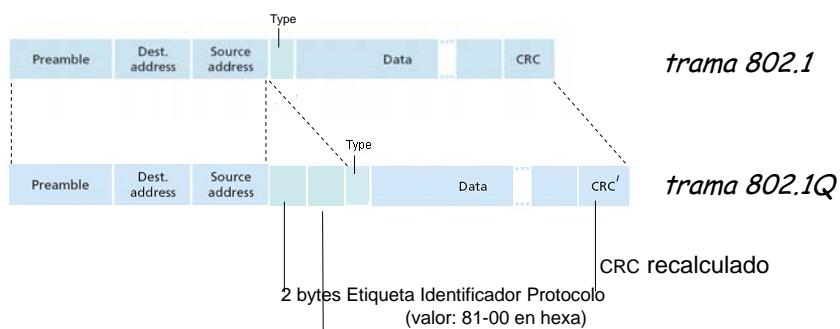 Type
Preamble Dest. address Source address Data CRC trama 802.1
Type
Preamble Dest. address Source address Data CRC' trama 802.1Q
CRC recalculado
2 bytes Etiqueta Identificador Protocolo
(valor: 81-00 en hexa)